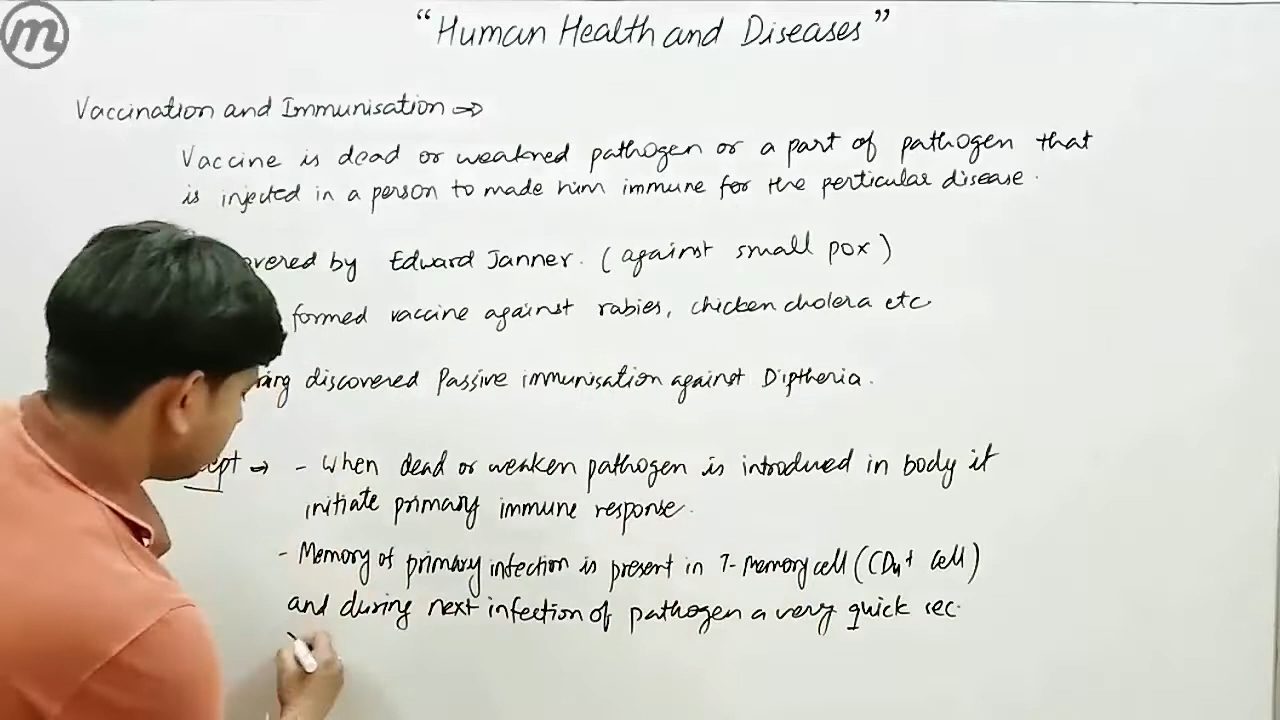 m
“Human Health and Diseases”
Vaccination and Immunisation ⇒
Vaccine is dead or weakned pathogen or a part of pathogen that
is injected in a person to made him immune for the perticular disease.
overed by Edward Janner. (against small pox)
formed vaccine against rabies, chicken cholera etc
ring discovered Passive immunisation against Diptheria.
cept → - When dead or weaken pathogen is introdued in body it
initiate primary immune response.
- Memory of primary infection is present in T-memory cell (CD4+ cell)
and during next infection of pathogen a very quick sec.